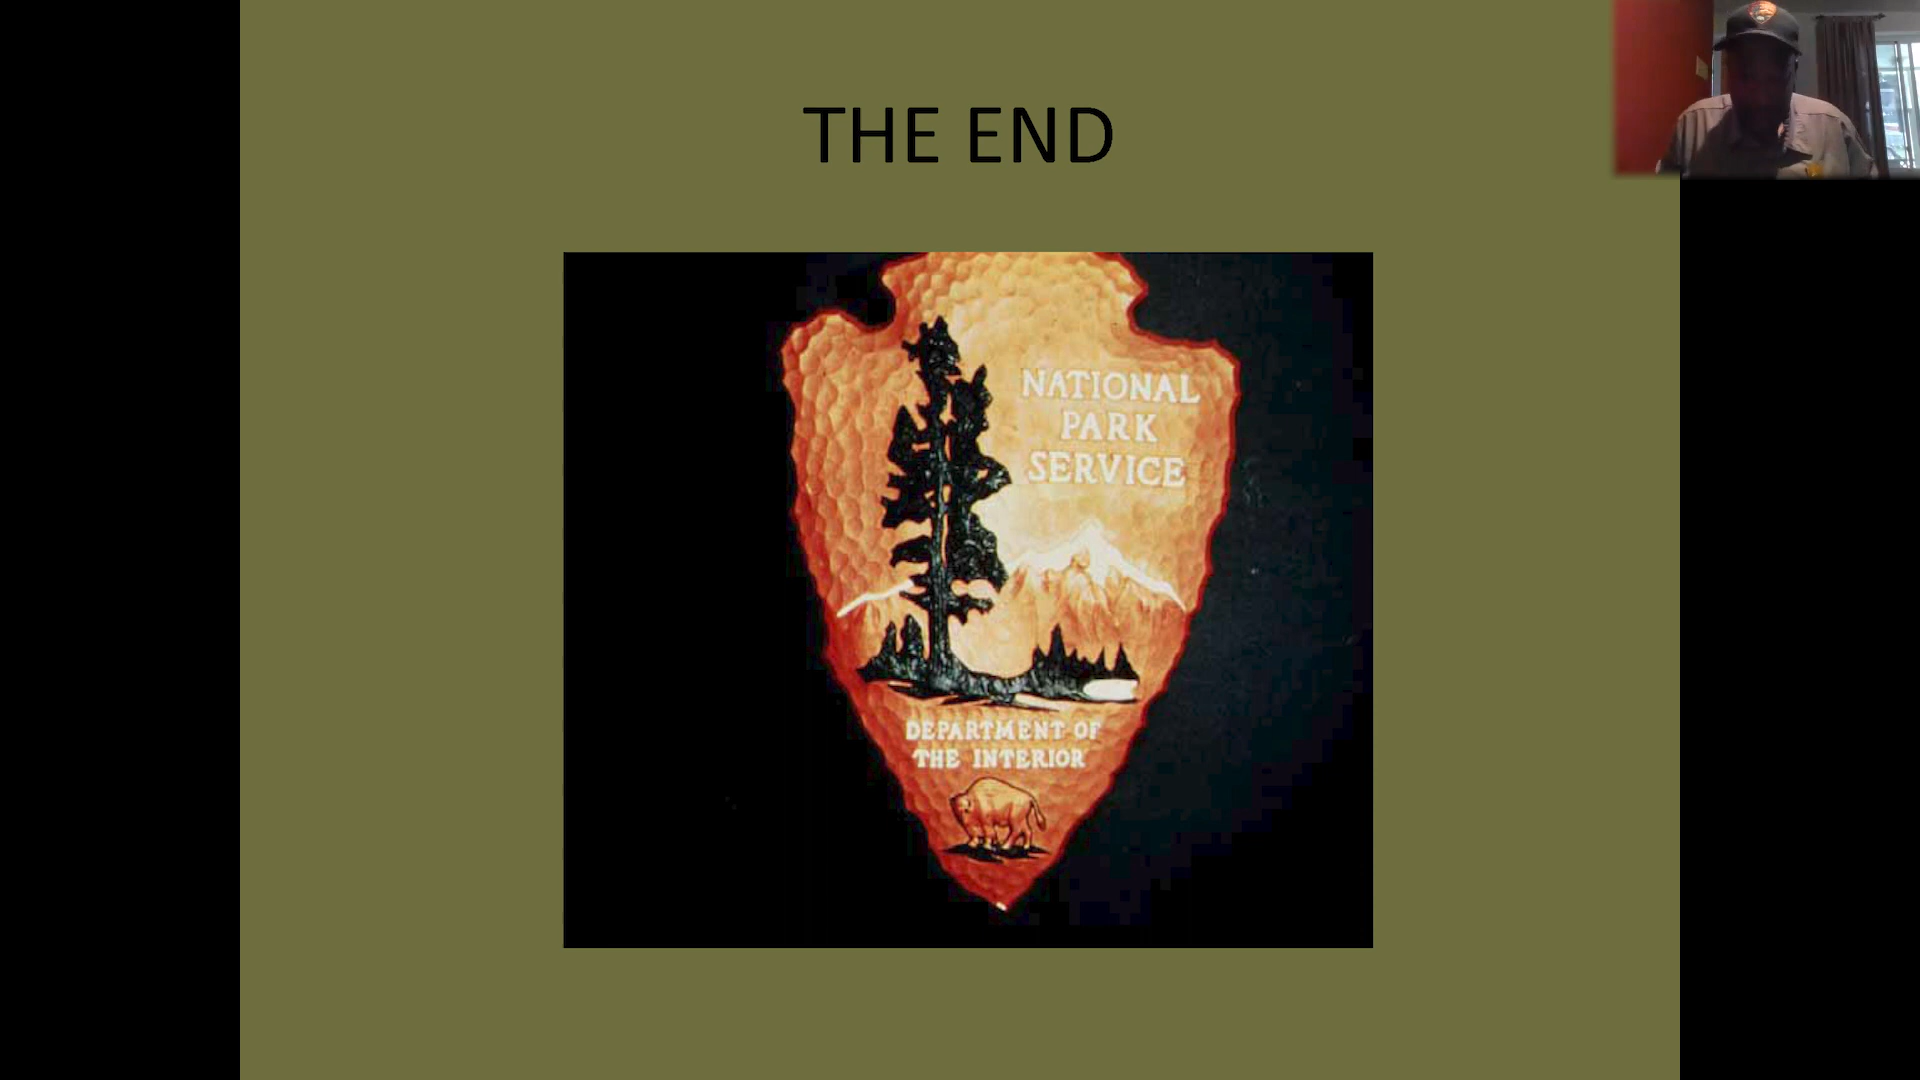 THE END
NATIONAL
PARK
SERVICE
DEPARTMENT OF
THE INTERIOR